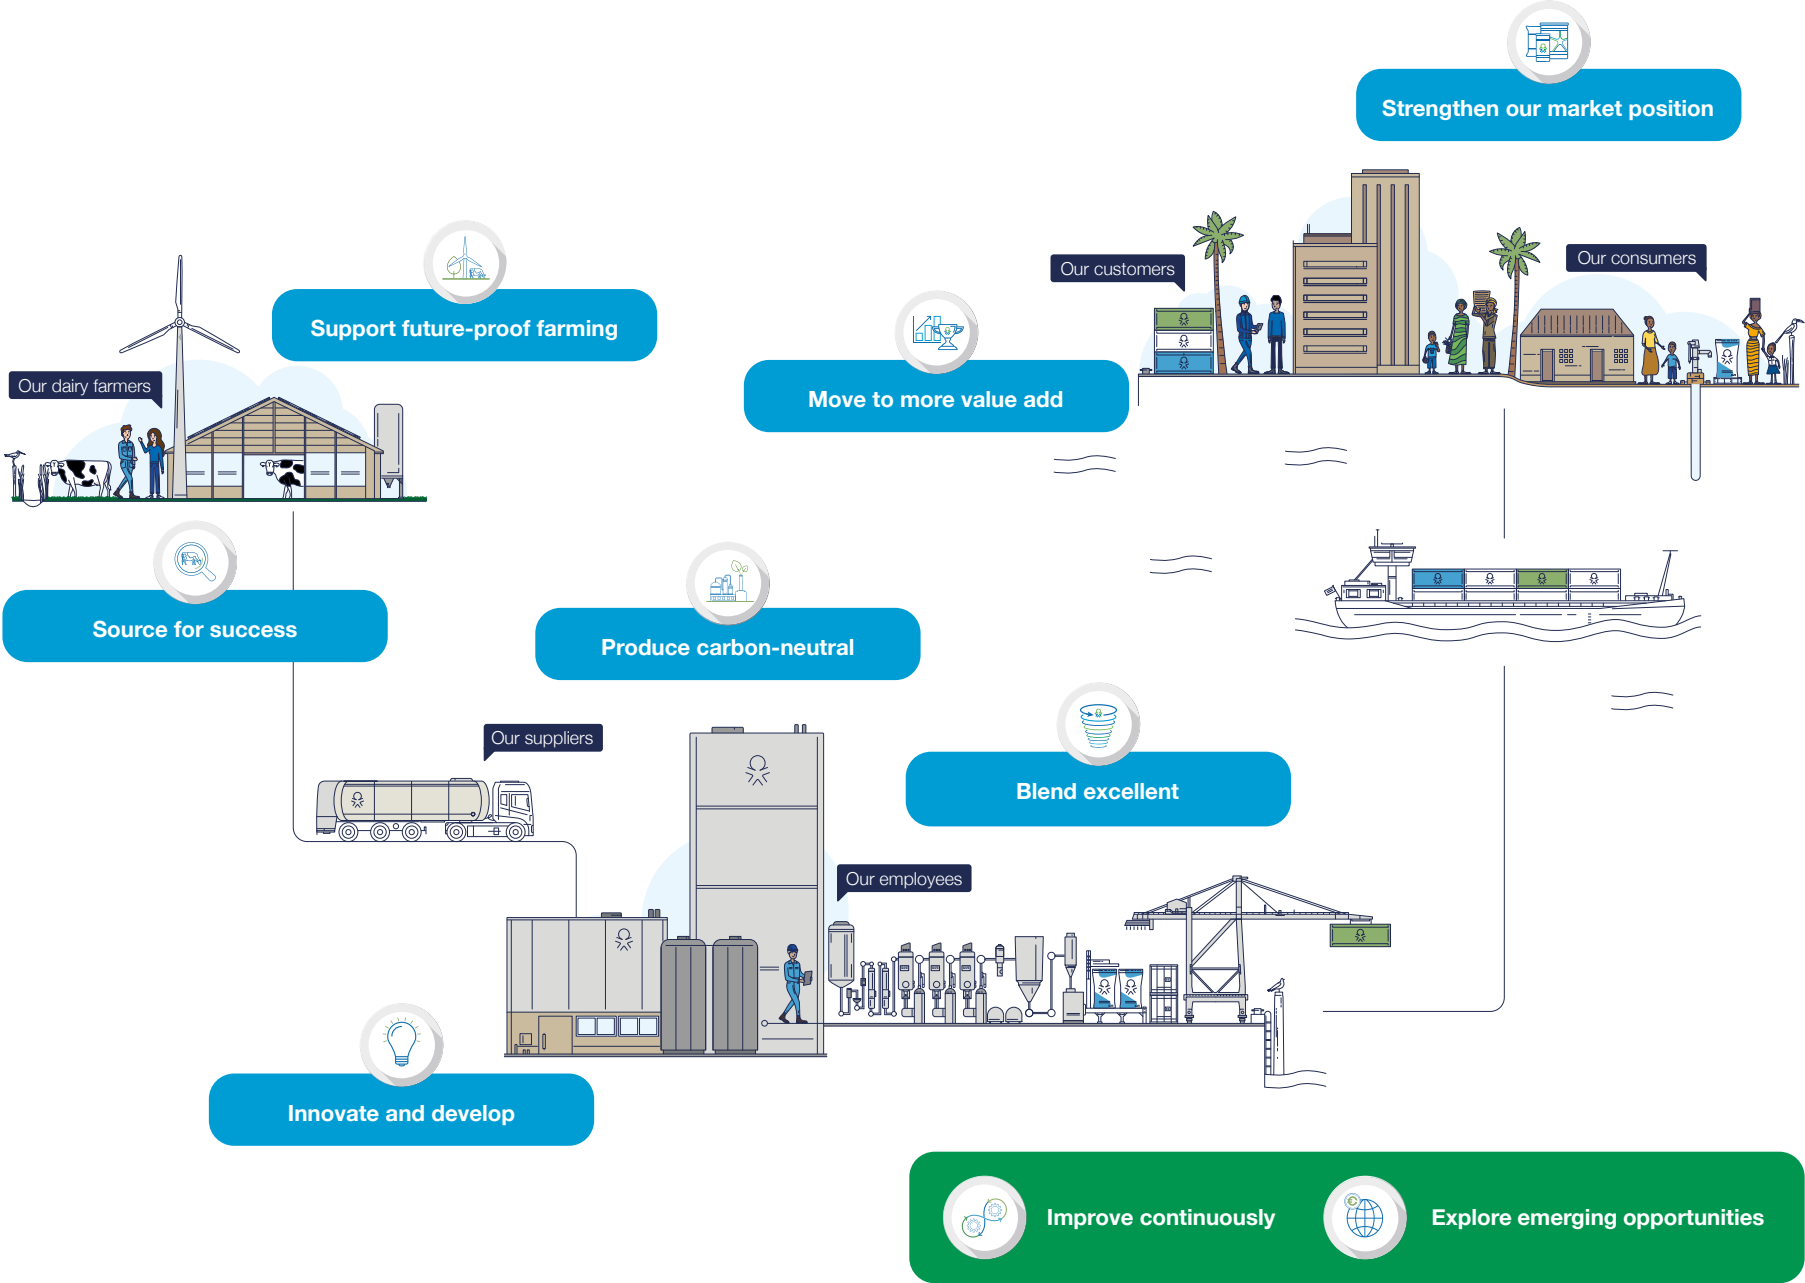 Strengthen our market position
Our customers
Our consumers
Support future-proof farming
Our dairy farmers
Move to more value add
Source for success
Produce carbon-neutral
Our suppliers
Blend excellent
Our employees
Innovate and develop
Improve continuously
Explore emerging opportunities